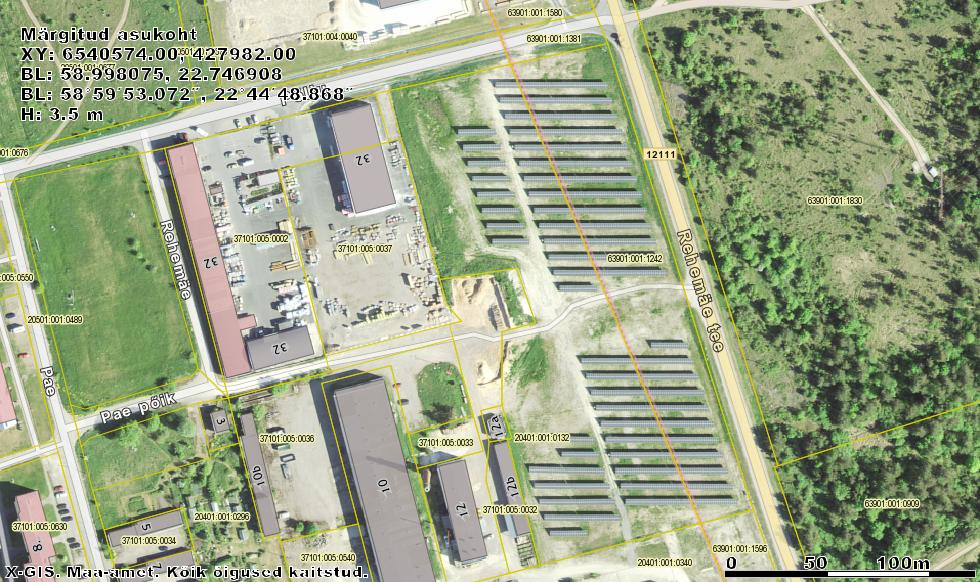 63901:001:1580
37101:004:0040
63901:001:1381
Märgitud asukoht
XY: 6540574.00, 427982.00
BL: 58.998075, 22.746908
BL: 58°59'53.072", 22°44'48.868"
H: 3.5 m
01:0676
12111
32
63901:001:1830
37101:005:0002
37101:005:0037
Rehemäe
32
Rehemäe tee
63901:001:1242
:005:0550
20501:001:0489
32
Pae
Pae põik
3
37101:005:0036
37101:005:0033
12a
20401:001:0132
10b
10
12
12b
37101:005:0032
63901:001:0909
20401:001:0296
37101:005:0630
5
37101:005:0034
8
7
37101:005:0540
20401:001:0340
63901:001:1596
X-GIS. Maa-amet. Kõik õigused kaitstud.
0 50 100m